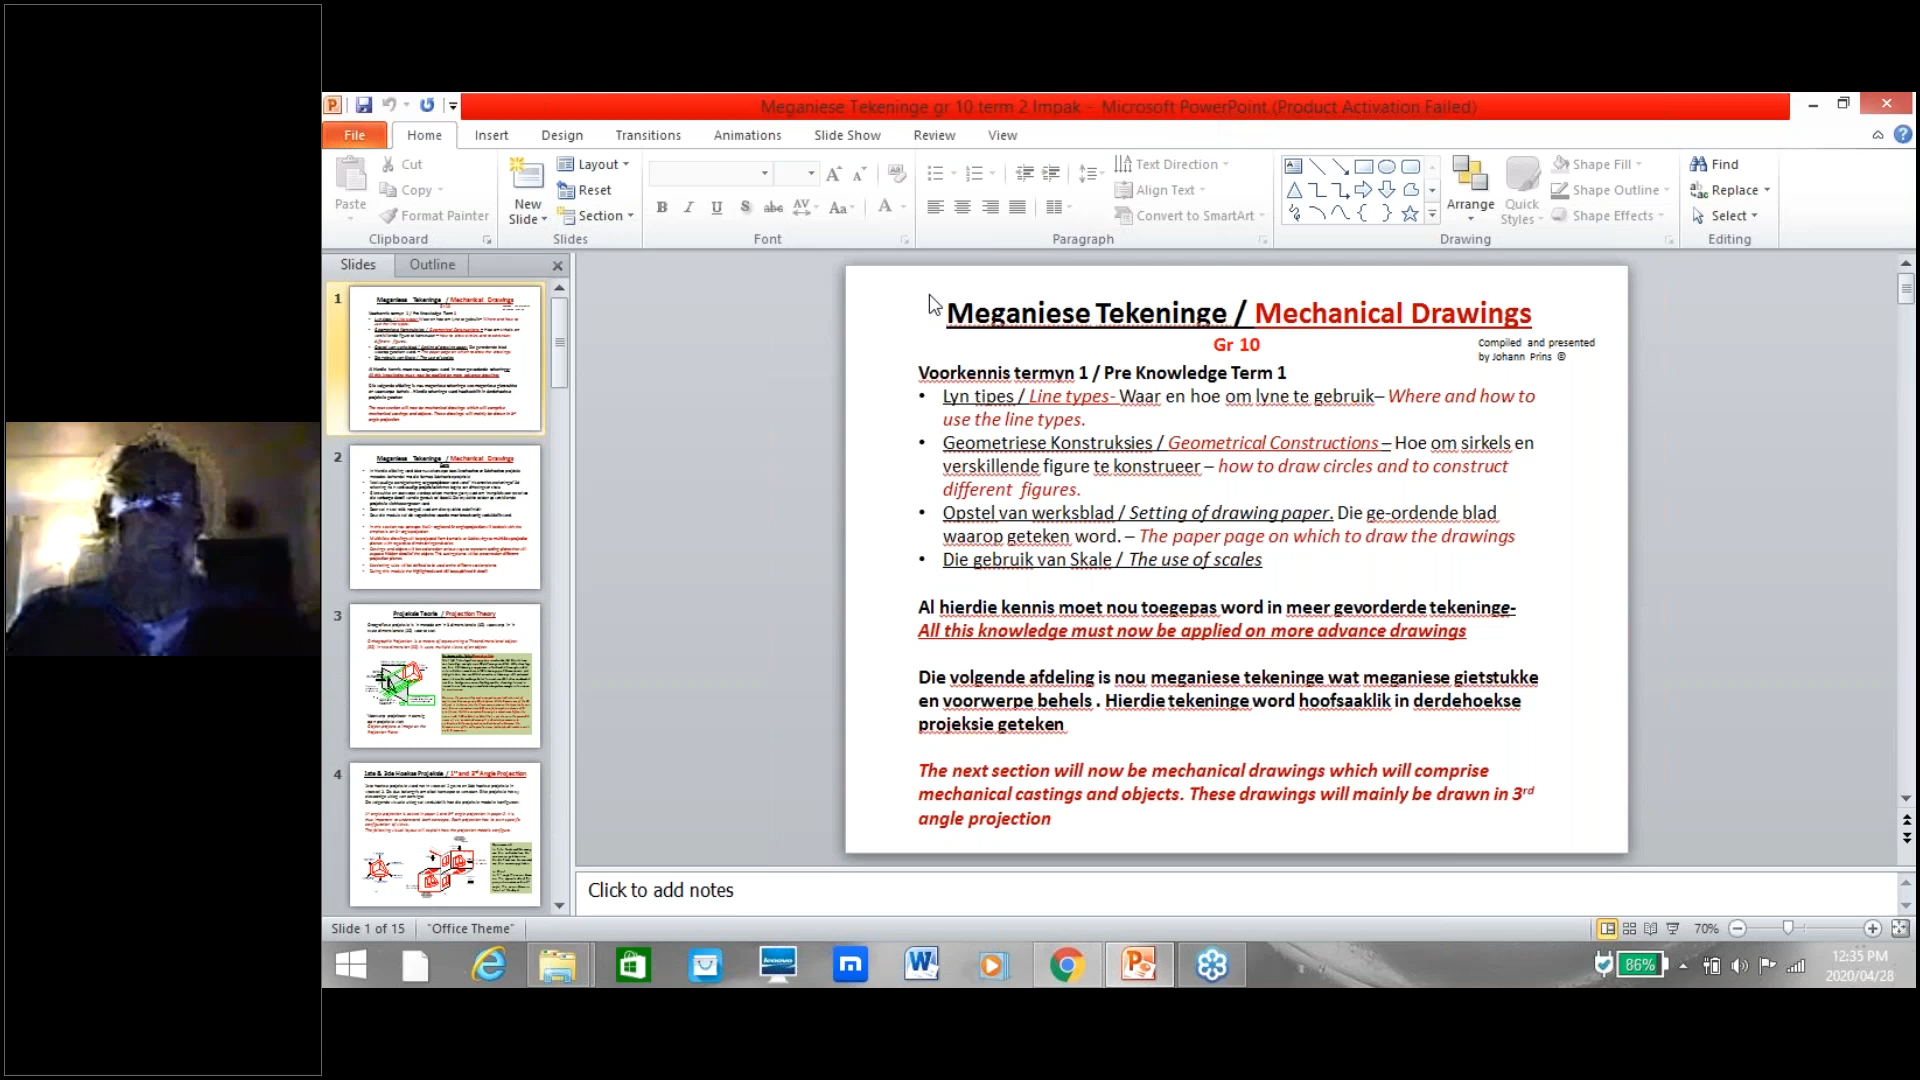 Meganiese Tekeninge gr 10 term 2 Impak - Microsoft PowerPoint (Product Activation Failed)
File Home Insert Design Transitions Animations Slide Show Review View
Paste
Cut
Copy
Format Painter
Clipboard
New Slide
Layout
Reset
Section
Slides
Font
Text Direction
Align Text
Convert to SmartArt
Paragraph
Arrange
Quick Styles
Shape Fill
Shape Outline
Shape Effects
Drawing
Find
Replace
Select
Editing
Slides Outline
1
Meganiese Tekeninge / Mechanical Drawings
2
Meganiese Tekeninge / Mechanical Drawings
3
Projeksie Teorie / Projection Theory
4
1ste & 3de Hoekse Projeksie / 1st and 3rd Angle Projection
Meganiese Tekeninge / Mechanical Drawings
Gr 10
Compiled and presented
by Johann Prins ©
Voorkennis termyn 1 / Pre Knowledge Term 1
• Lyn tipes / Line types- Waar en hoe om lyne te gebruik– Where and how to
use the line types.
• Geometriese Konstruksies / Geometrical Constructions – Hoe om sirkels en
verskillende figure te konstrueer – how to draw circles and to construct
different figures.
• Opstel van werksblad / Setting of drawing paper. Die ge-ordende blad
waarop geteken word. – The paper page on which to draw the drawings
• Die gebruik van Skale / The use of scales
Al hierdie kennis moet nou toegepas word in meer gevorderde tekeninge-
All this knowledge must now be applied on more advance drawings
Die volgende afdeling is nou meganiese tekeninge wat meganiese gietstukke
en voorwerpe behels . Hierdie tekeninge word hoofsaaklik in derdehoekse
projeksie geteken
The next section will now be mechanical drawings which will comprise
mechanical castings and objects. These drawings will mainly be drawn in 3rd
angle projection
Click to add notes
Slide 1 of 15 "Office Theme" 70%
86%
12:35 PM
2020/04/28